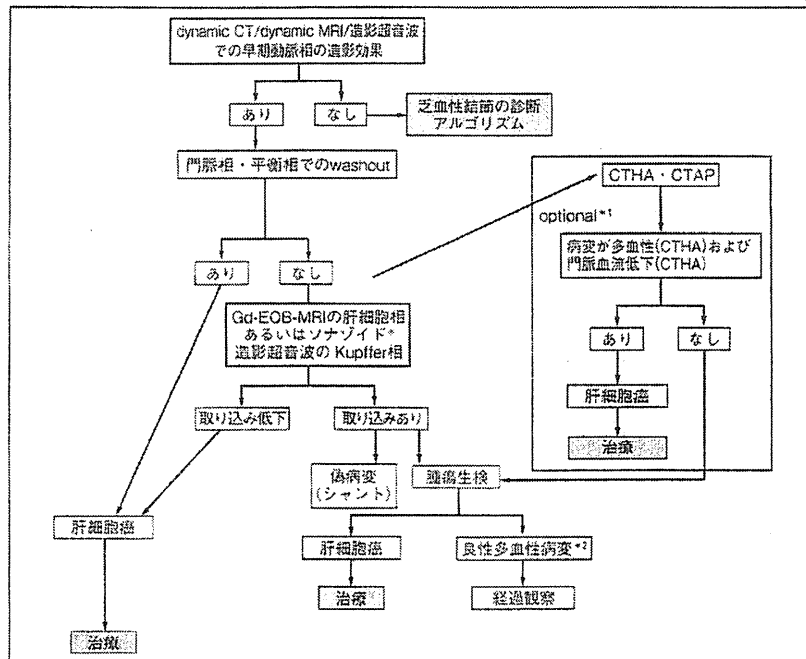 dynamic CT/dynamic MRI/造影超音波
での早期動脈相の造影効果
あり
なし
乏血性結節の診断
アルゴリズム
門脈相・平衡相でのwashout
あり
なし
Gd-EOB-MRIの肝細胞相
あるいはソナゾイド®
造影超音波の Kupffer相
取り込み低下
取り込みあり
偽病変
(シャント)
腫瘍生検
肝細胞癌
治療
肝細胞癌
治療
良性多血性病変*2
経過観察
optional*1
CTHA・CTAP
病変が多血性(CTHA)および
門脈血流低下(CTHA)
あり
なし
肝細胞癌
治療